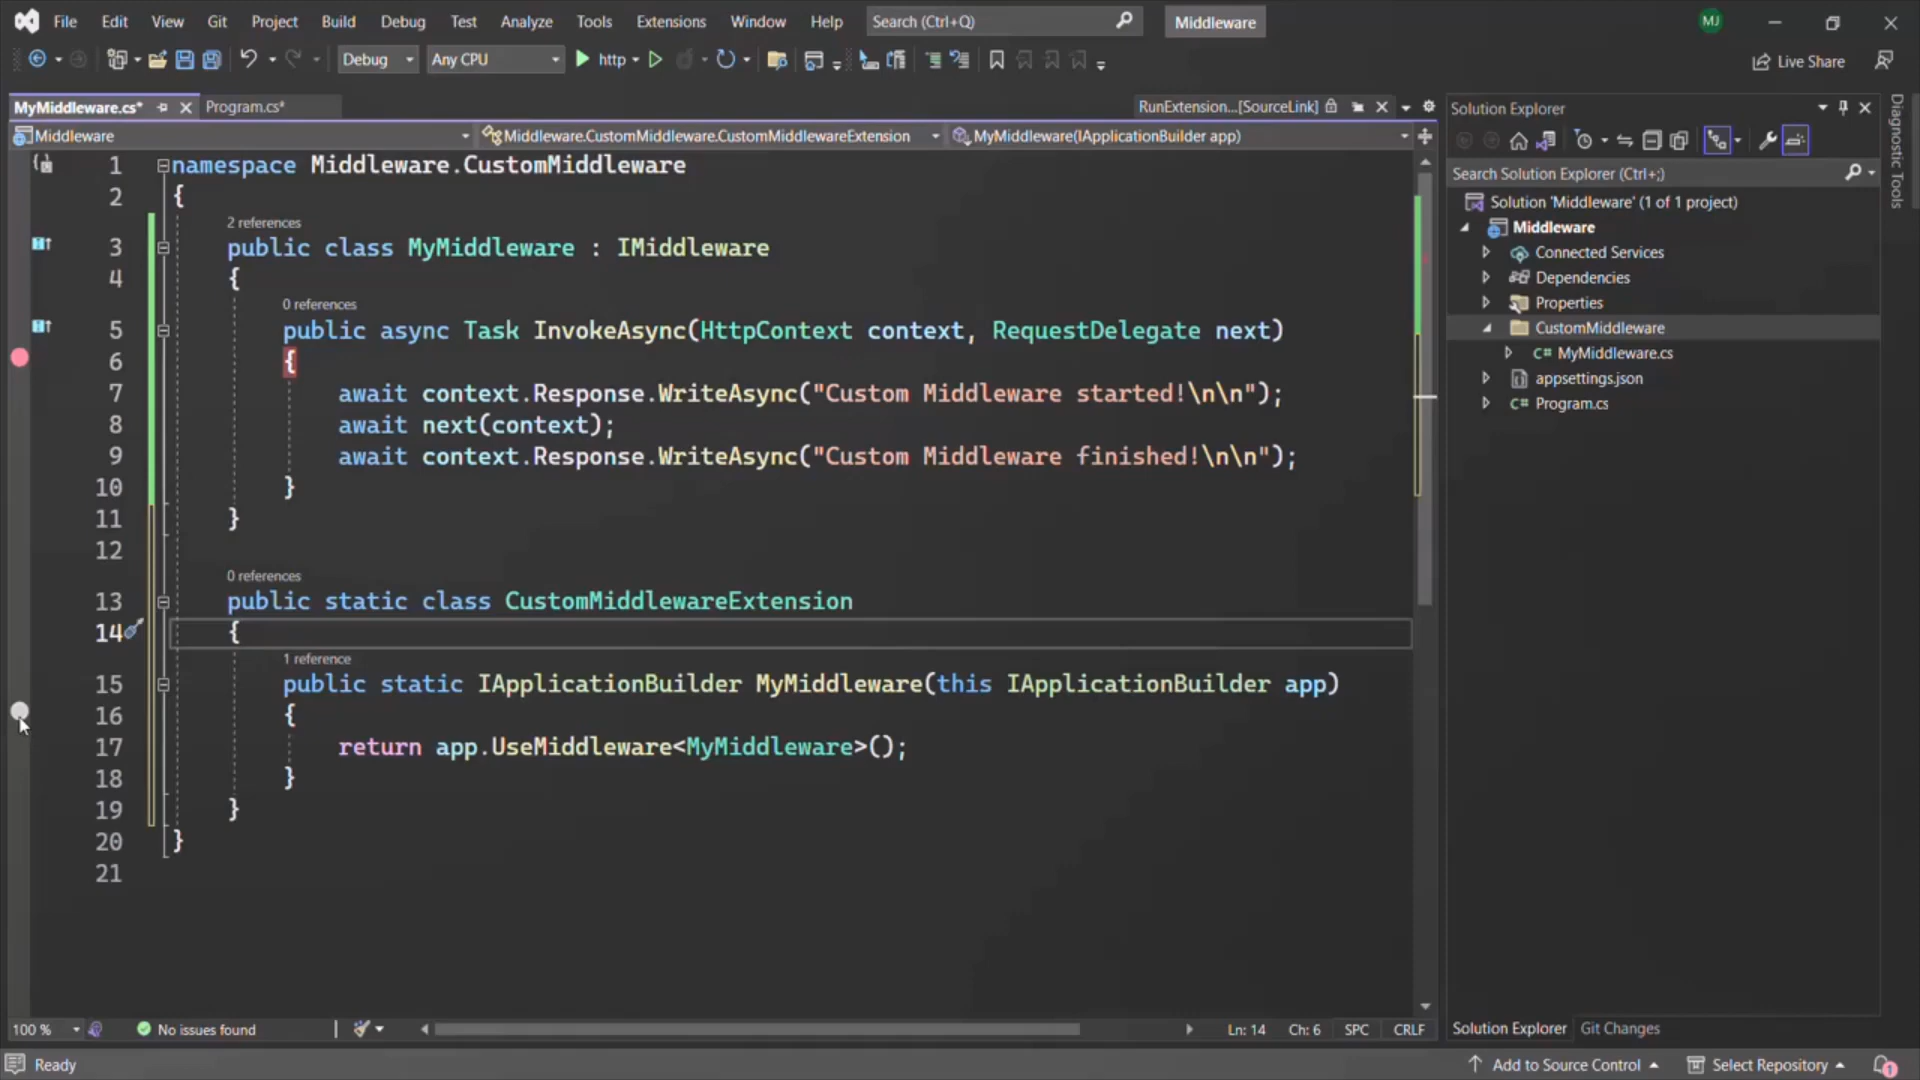 File Edit View Git Project Build Debug Test Analyze Tools Extensions Window Help Search (Ctrl+Q) Middleware MJ
Debug Any CPU http Live Share
MyMiddleware.cs* Program.cs* RunExtension...[SourceLink]
Middleware Middleware.CustomMiddleware.CustomMiddlewareExtension MyMiddleware(IApplicationBuilder app)
1 namespace Middleware.CustomMiddleware
2 {
2 references
3 public class MyMiddleware : IMiddleware
4 {
0 references
5 public async Task InvokeAsync(HttpContext context, RequestDelegate next)
6 {
7 await context.Response.WriteAsync("Custom Middleware started!\n\n");
8 await next(context);
9 await context.Response.WriteAsync("Custom Middleware finished!\n\n");
10 }
11 }
12
0 references
13 public static class CustomMiddlewareExtension
14 {
1 reference
15 public static IApplicationBuilder MyMiddleware(this IApplicationBuilder app)
16 {
17 return app.UseMiddleware<MyMiddleware>();
18 }
19 }
20 }
21
100 % No issues found Ln: 14 Ch: 6 SPC CRLF
Solution Explorer
Search Solution Explorer (Ctrl+;)
Solution 'Middleware' (1 of 1 project)
Middleware
Connected Services
Dependencies
Properties
CustomMiddleware
C# MyMiddleware.cs
appsettings.json
C# Program.cs
Solution Explorer Git Changes
Diagnostic Tools
Ready Add to Source Control Select Repository 1